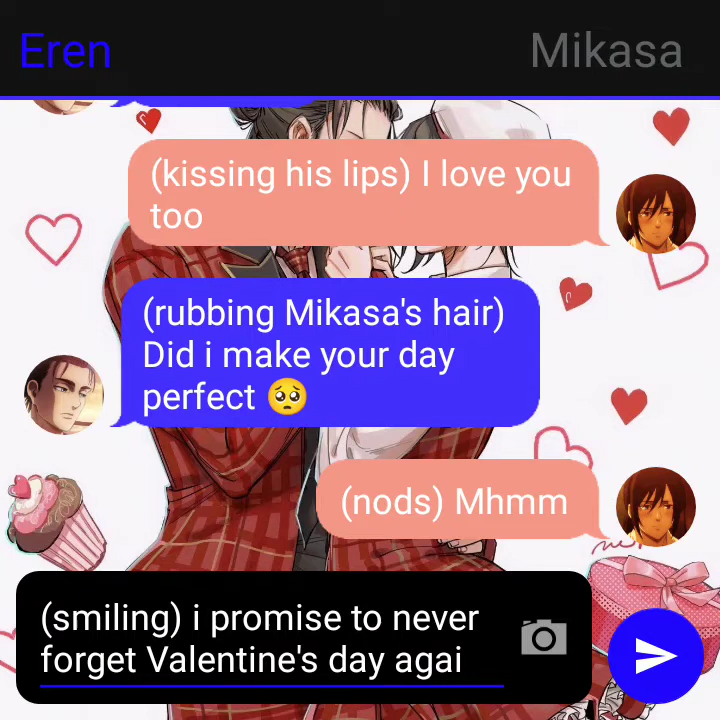 Eren
Mikasa
(kissing his lips) I love you
too
(rubbing Mikasa's hair)
Did i make your day
perfect 🥺
(nods) Mhmm
(smiling) i promise to never
forget Valentine's day agai